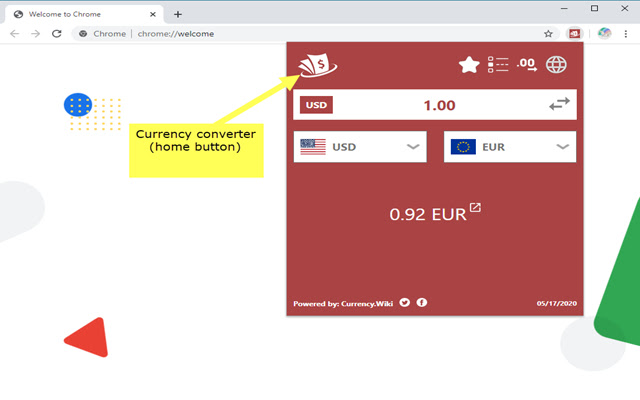 Welcome to Chrome
Chrome | chrome://welcome
$
.00
USD 1.00
Currency converter
(home button)
USD EUR
0.92 EUR
Powered by: Currency.Wiki 05/17/2020